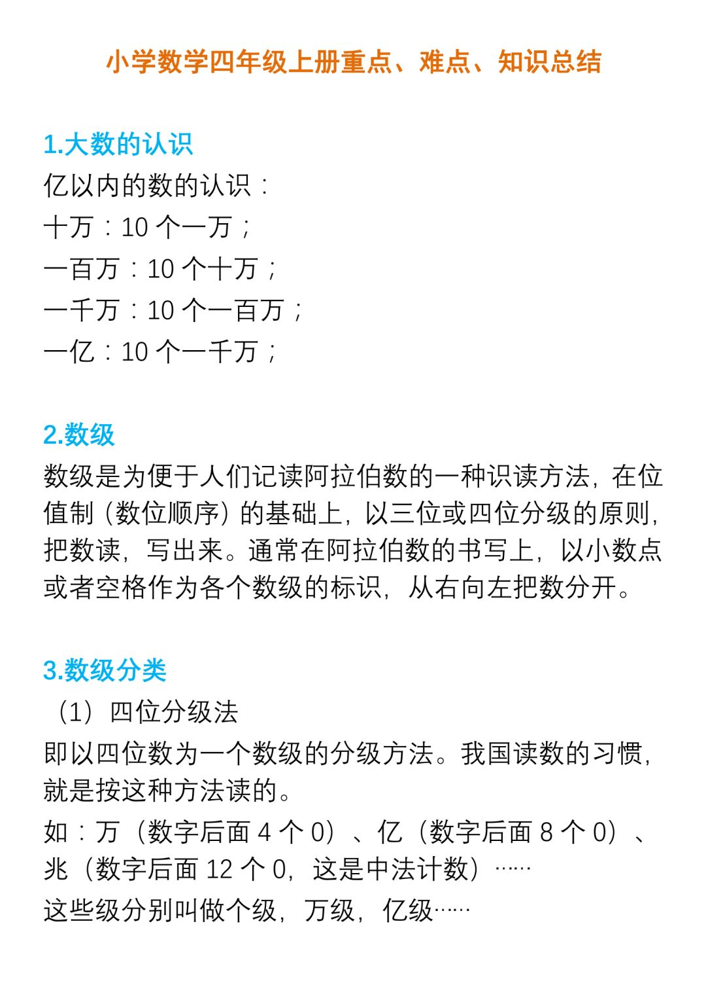 小学数学四年级上册重点、难点、知识总结
1.大数的认识
亿以内的数的认识：
十万：10 个一万；
一百万：10 个十万；
一千万：10 个一百万；
一亿：10 个一千万；
2.数级
数级是为便于人们记读阿拉伯数的一种识读方法，在位
值制（数位顺序）的基础上，以三位或四位分级的原则，
把数读，写出来。通常在阿拉伯数的书写上，以小数点
或者空格作为各个数级的标识，从右向左把数分开。
3.数级分类
（1）四位分级法
即以四位数为一个数级的分级方法。我国读数的习惯，
就是按这种方法读的。
如：万（数字后面 4 个 0）、亿（数字后面 8 个 0）、
兆（数字后面 12 个 0，这是中法计数）……
这些级分别叫做个级，万级，亿级……